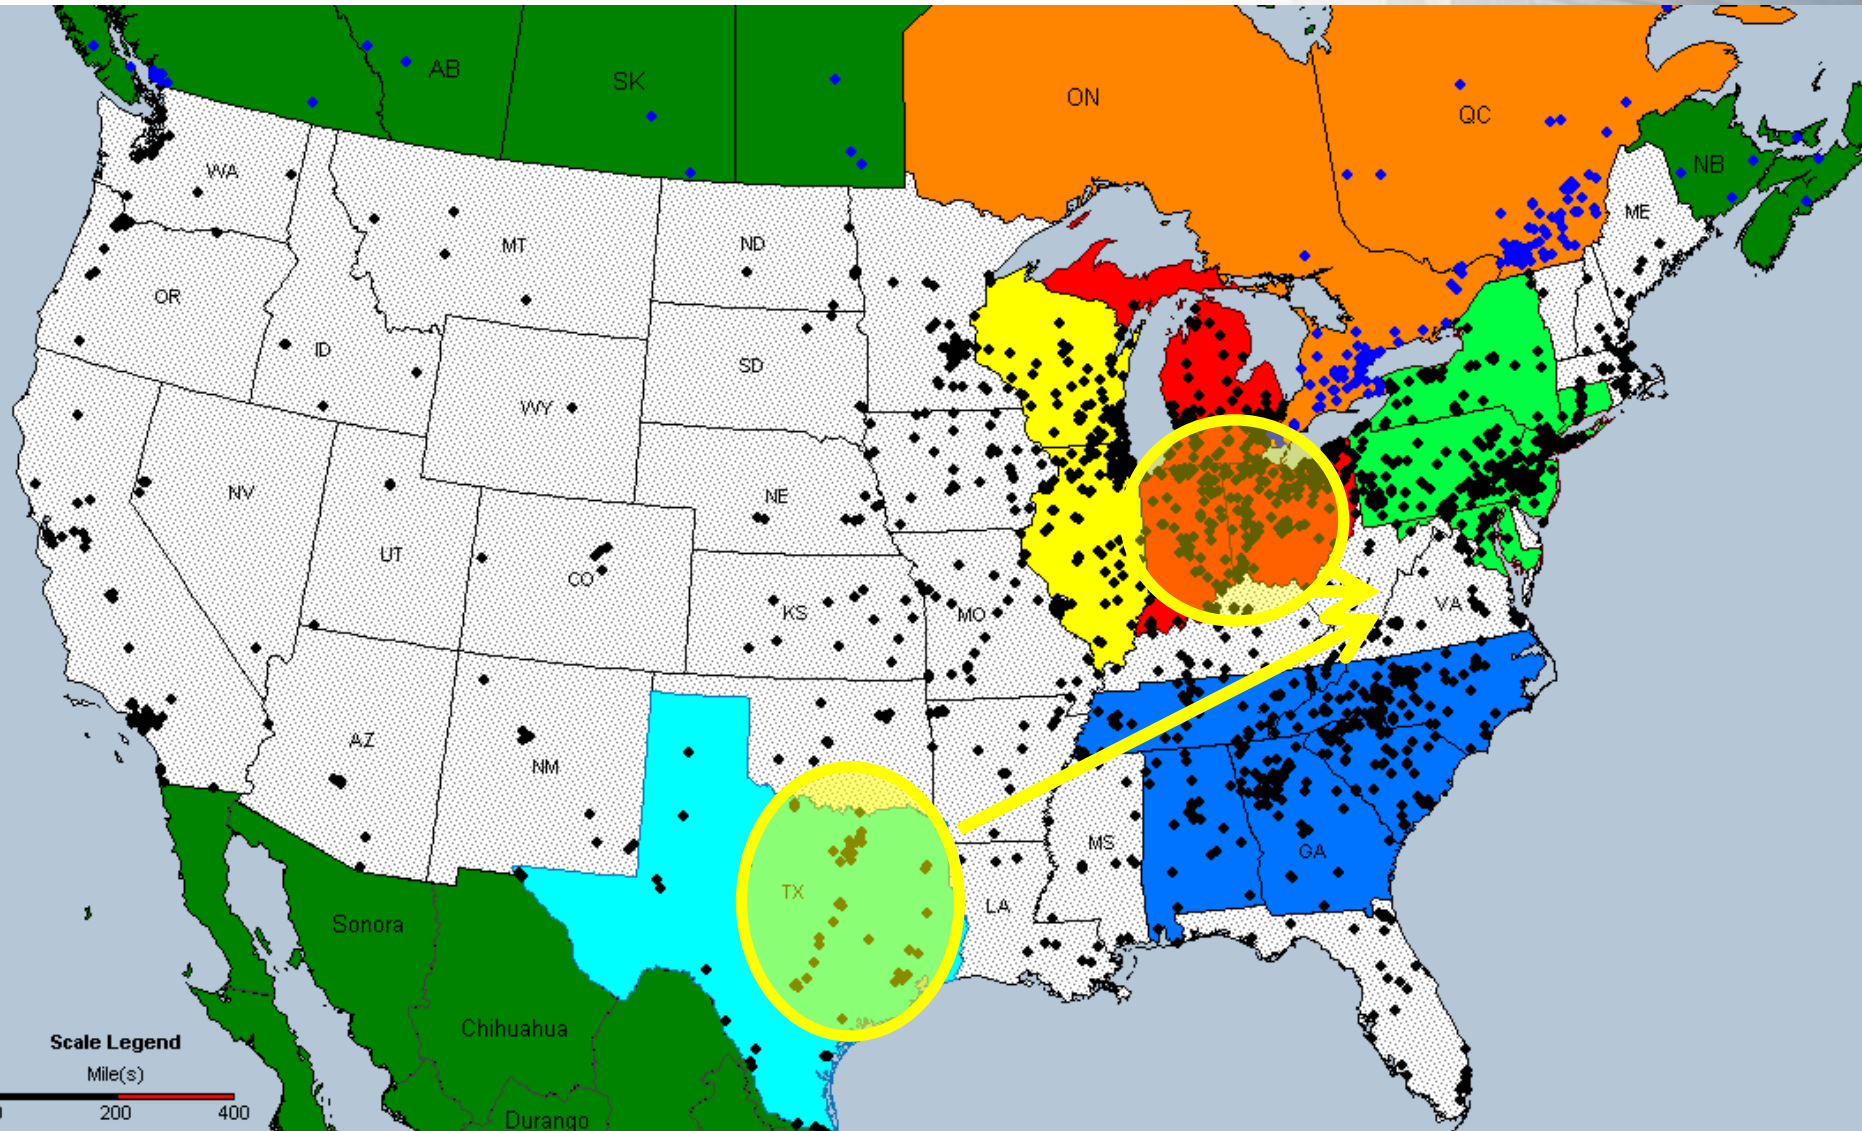 AB
SK
ON
QC
NB
WA
ME
MT
ND
OR
ID
SD
WY
NV
NE
UT
CO
KS
MO
VA
AZ
NM
TX
MS
GA
LA
Sonora
Chihuahua
Durango
Scale Legend
Mile(s)
0 200 400